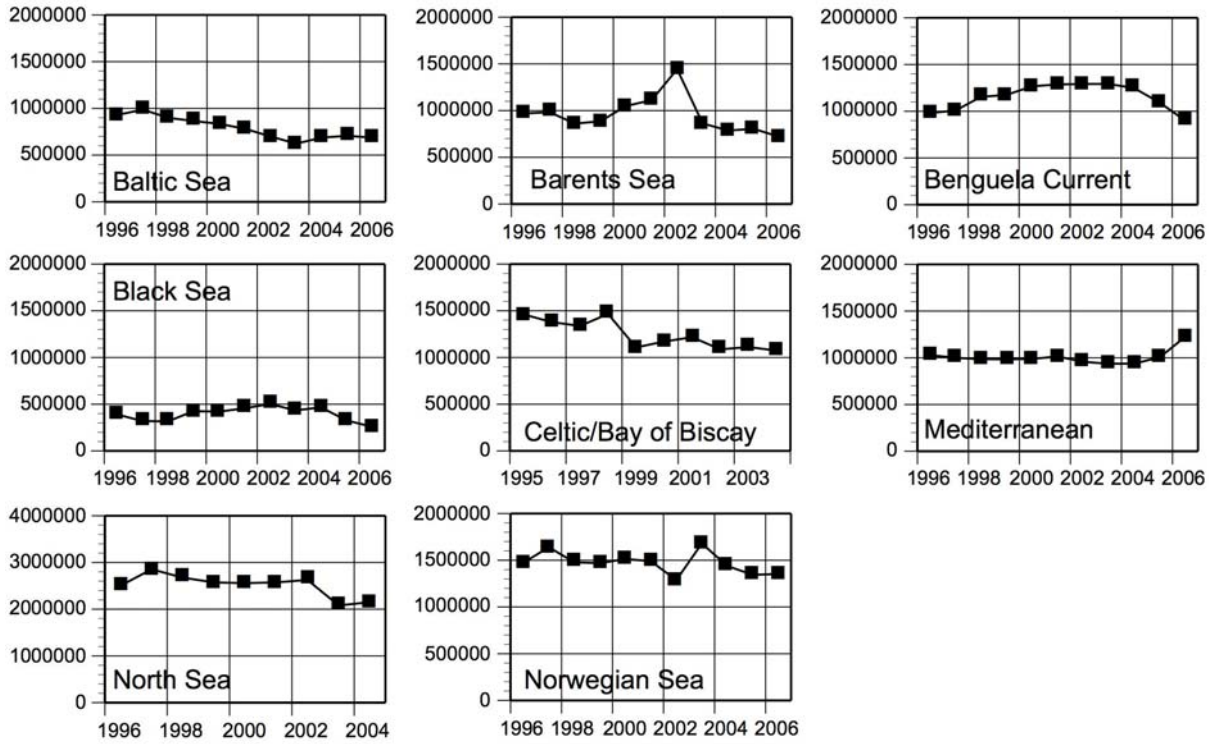 2000000
1500000
1000000
500000
0
Baltic Sea
1996 1998 2000 2002 2004 2006
2000000
1500000
1000000
500000
0
Barents Sea
1996 1998 2000 2002 2004 2006
2000000
1500000
1000000
500000
0
Benguela Current
1996 1998 2000 2002 2004 2006
2000000
Black Sea
1500000
1000000
500000
0
1996 1998 2000 2002 2004 2006
2000000
1500000
1000000
500000
Celtic/Bay of Biscay
0
1995 1997 1999 2001 2003
2000000
1500000
1000000
500000
Mediterranean
0
1996 1998 2000 2002 2004 2006
4000000
3000000
2000000
1000000
North Sea
0
1996 1998 2000 2002 2004
2000000
1500000
1000000
500000
Norwegian Sea
0
1996 1998 2000 2002 2004 2006